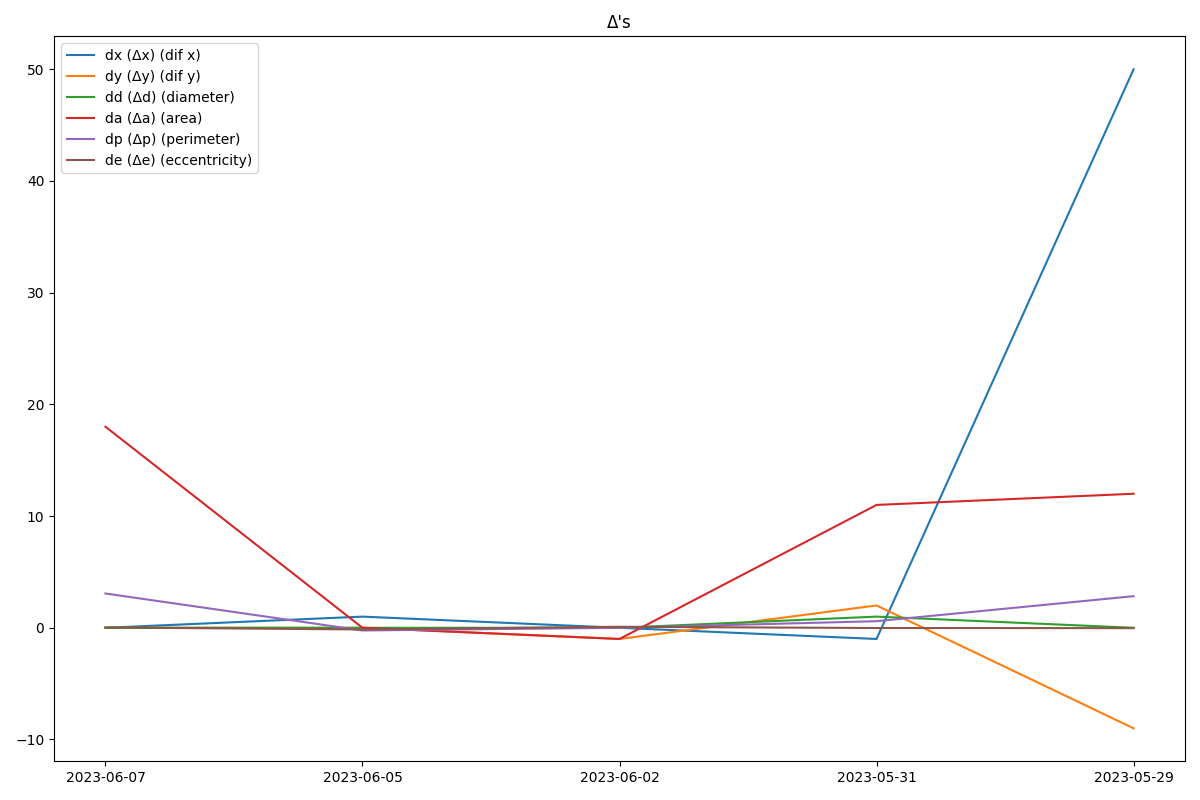 Δ's
dx (Δx) (dif x)
dy (Δy) (dif y)
dd (Δd) (diameter)
da (Δa) (area)
dp (Δp) (perimeter)
de (Δe) (eccentricity)
50
40
30
20
10
0
−10
2023-06-07 2023-06-05 2023-06-02 2023-05-31 2023-05-29